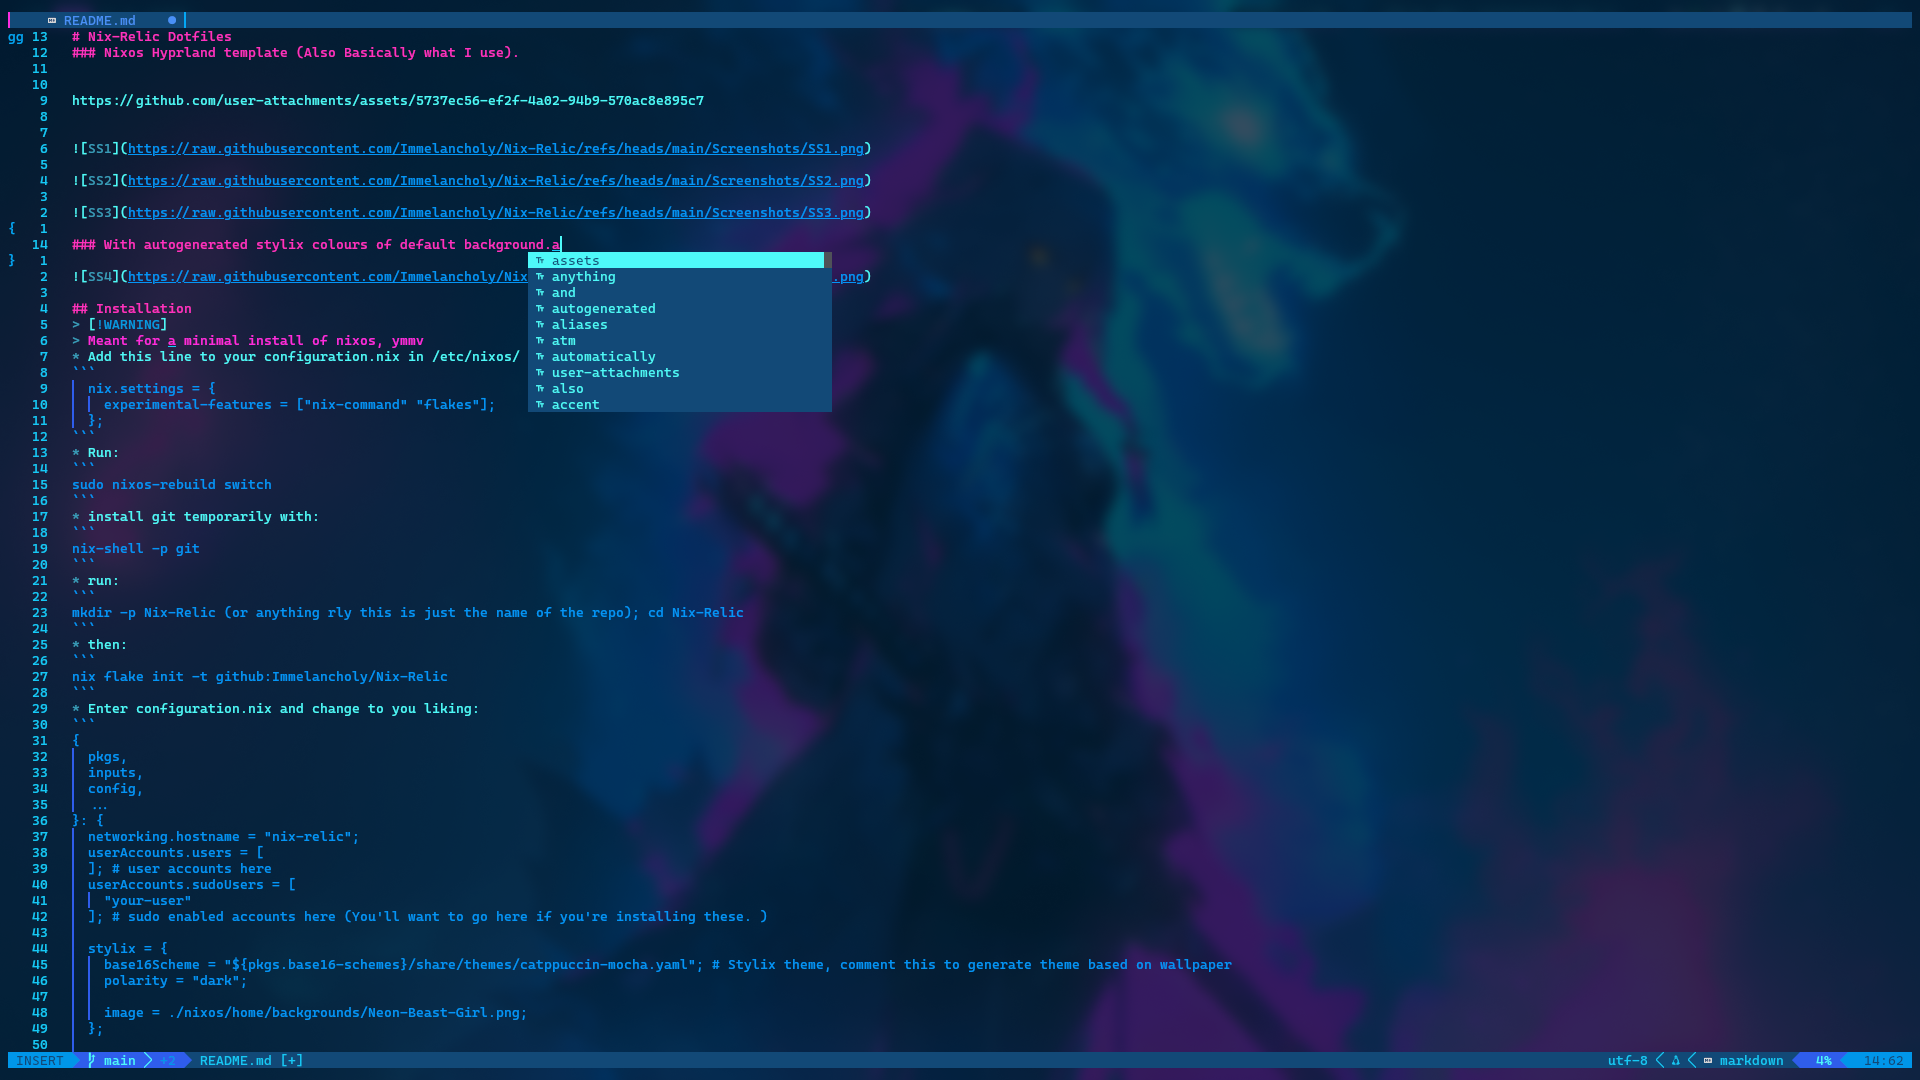 README.md ●
gg 13 # Nix-Relic Dotfiles
12 ### Nixos Hyprland template (Also Basically what I use).
11
10
9 https://github.com/user-attachments/assets/5737ec56-ef2f-4a02-94b9-570ac8e895c7
8
7
6 ![SS1](https://raw.githubusercontent.com/Immelancholy/Nix-Relic/refs/heads/main/Screenshots/SS1.png)
5
4 ![SS2](https://raw.githubusercontent.com/Immelancholy/Nix-Relic/refs/heads/main/Screenshots/SS2.png)
3
2 ![SS3](https://raw.githubusercontent.com/Immelancholy/Nix-Relic/refs/heads/main/Screenshots/SS3.png)
{ 1
14 ### With autogenerated stylix colours of default background.a
} 1 assets
2 ![SS4](https://raw.githubusercontent.com/Immelancholy/Nix anything .png)
3 and
4 ## Installation autogenerated
5 > [!WARNING] aliases
6 > Meant for a minimal install of nixos, ymmv atm
7 * Add this line to your configuration.nix in /etc/nixos/ automatically
8 ``` user-attachments
9 nix.settings = { also
10 experimental-features = ["nix-command" "flakes"]; accent
11 };
12 ```
13 * Run:
14 ```
15 sudo nixos-rebuild switch
16 ```
17 * install git temporarily with:
18 ```
19 nix-shell -p git
20 ```
21 * run:
22 ```
23 mkdir -p Nix-Relic (or anything rly this is just the name of the repo); cd Nix-Relic
24 ```
25 * then:
26 ```
27 nix flake init -t github:Immelancholy/Nix-Relic
28 ```
29 * Enter configuration.nix and change to you liking:
30 ```
31 {
32 pkgs,
33 inputs,
34 config,
35 ...
36 }: {
37 networking.hostname = "nix-relic";
38 userAccounts.users = [
39 ]; # user accounts here
40 userAccounts.sudoUsers = [
41 "your-user"
42 ]; # sudo enabled accounts here (You'll want to go here if you're installing these. )
43
44 stylix = {
45 base16Scheme = "${pkgs.base16-schemes}/share/themes/catppuccin-mocha.yaml"; # Stylix theme, comment this to generate theme based on wallpaper
46 polarity = "dark";
47
48 image = ./nixos/home/backgrounds/Neon-Beast-Girl.png;
49 };
50
INSERT main +2 README.md [+] utf-8 markdown 4% 14:62